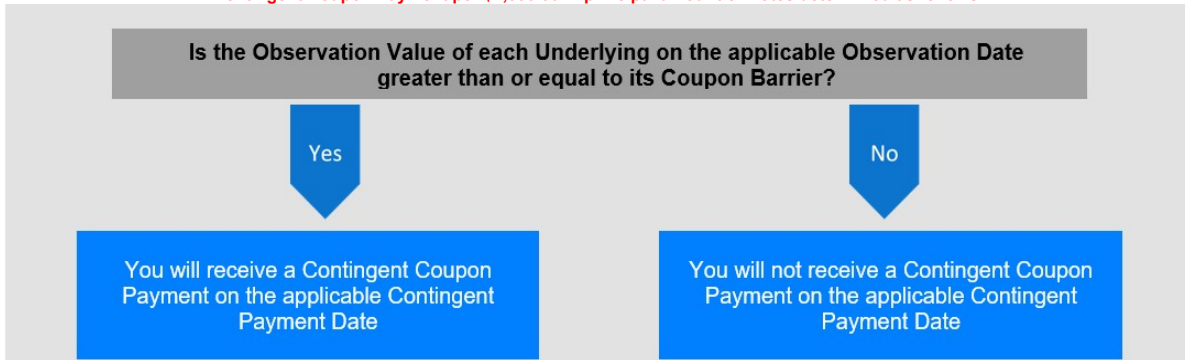 Is the Observation Value of each Underlying on the applicable Observation Date
greater than or equal to its Coupon Barrier?
Yes
No
You will receive a Contingent Coupon
Payment on the applicable Contingent
Payment Date
You will not receive a Contingent Coupon
Payment on the applicable Contingent
Payment Date